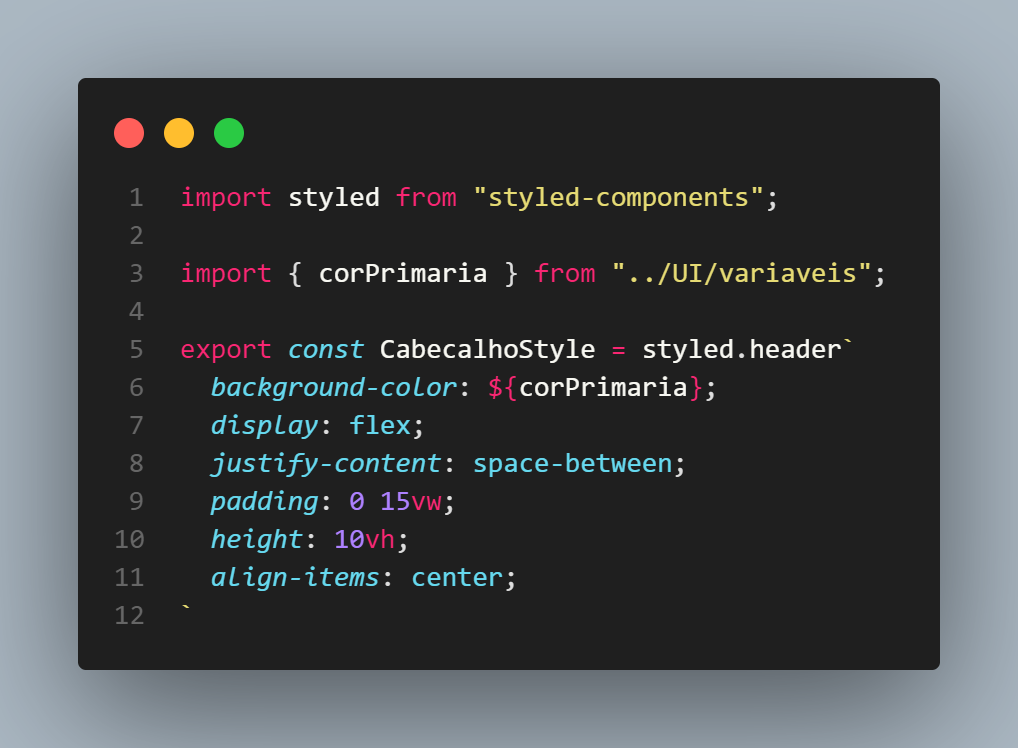 1 import styled from "styled-components";
2
3 import { corPrimaria } from "../UI/variaveis";
4
5 export const CabecalhoStyle = styled.header`
6   background-color: ${corPrimaria};
7   display: flex;
8   justify-content: space-between;
9   padding: 0 15vw;
10   height: 10vh;
11   align-items: center;
12 `